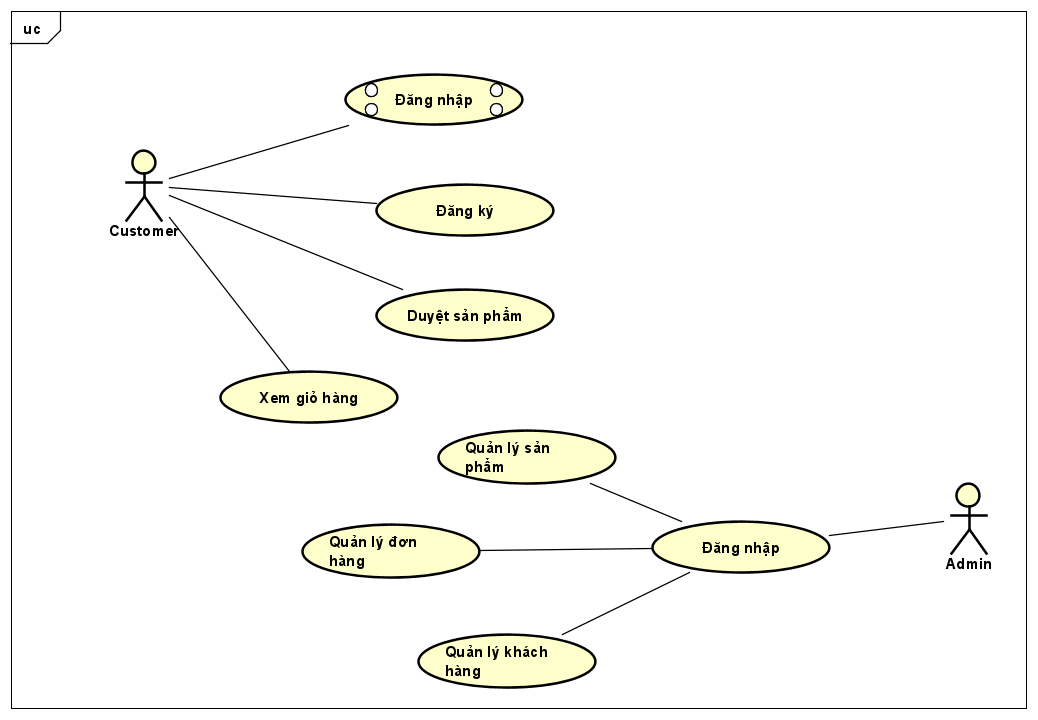 uc
Đăng nhập
Customer
Đăng ký
Duyệt sản phẩm
Xem giỏ hàng
Quản lý sản
phẩm
Quản lý đơn
hàng
Đăng nhập
Admin
Quản lý khách
hàng